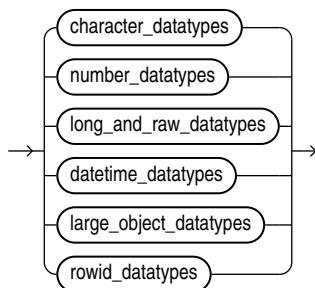 character_datatypes
number_datatypes
long_and_raw_datatypes
datetime_datatypes
large_object_datatypes
rowid_datatypes